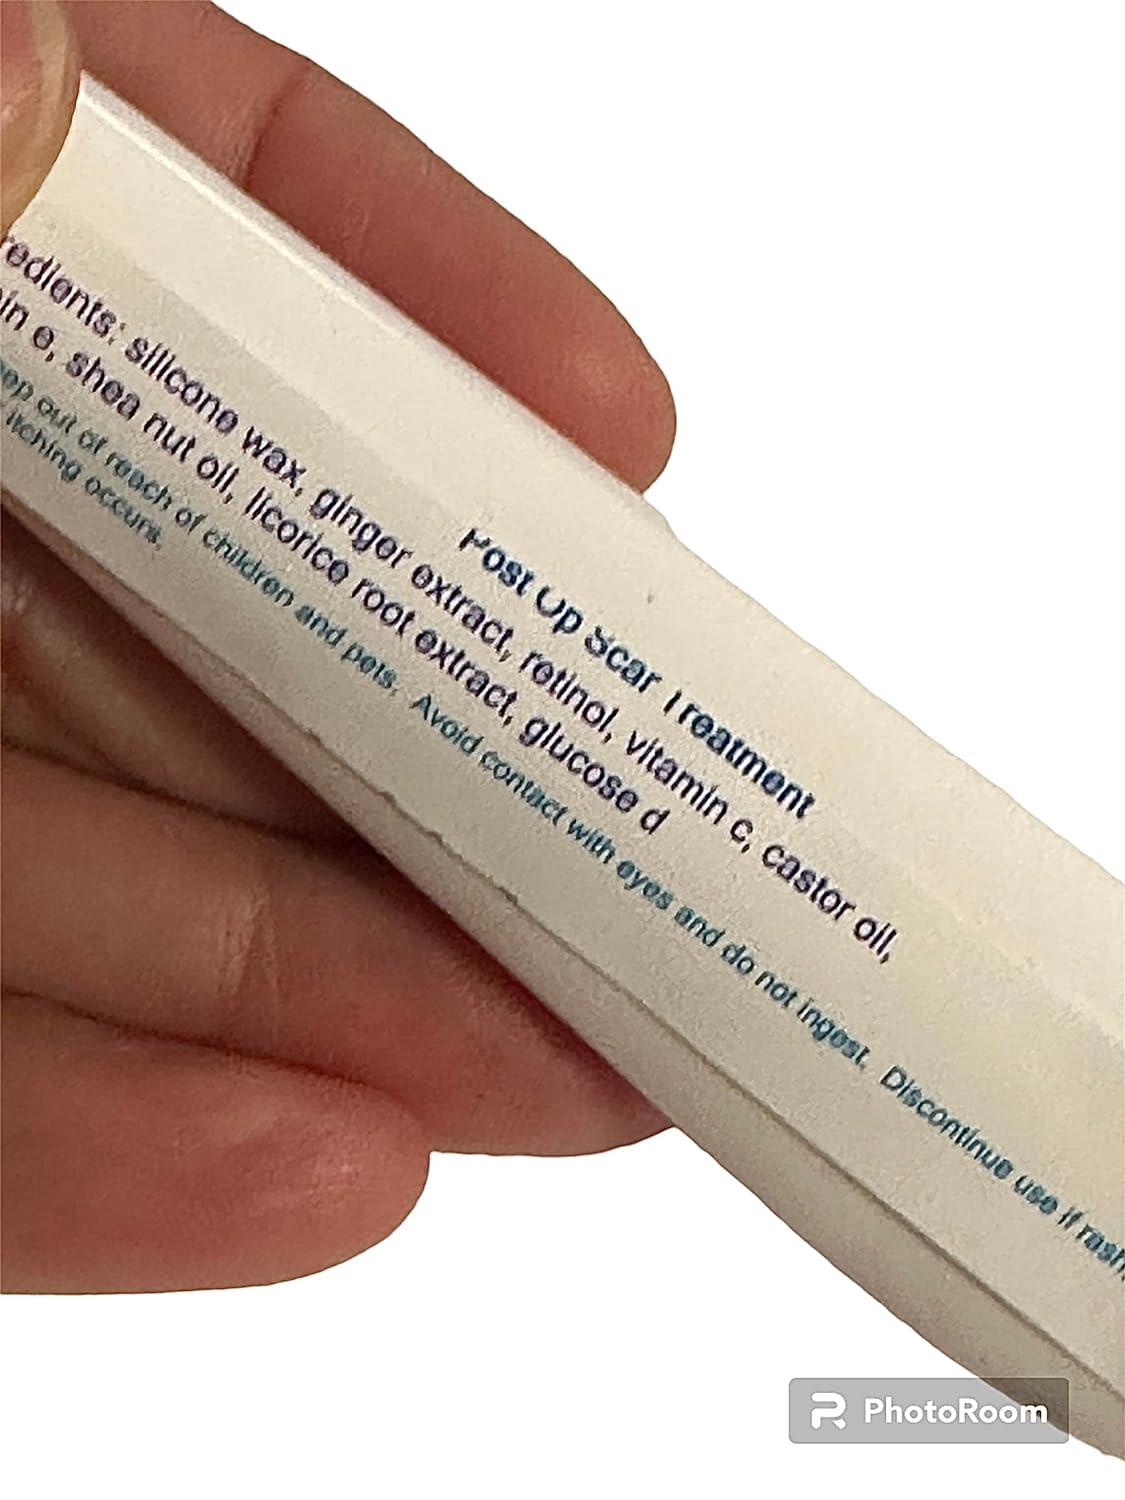 Post Op Scar Treatment
redients: silicone wax, ginger extract, retinol, vitamin c, castor oil,
in e, shea nut oil, licorice root extract, glucose d
ep out of reach of children and pets. Avoid contact with eyes and do not ingest. Discontinue use if rash
itching occurs.
PhotoRoom